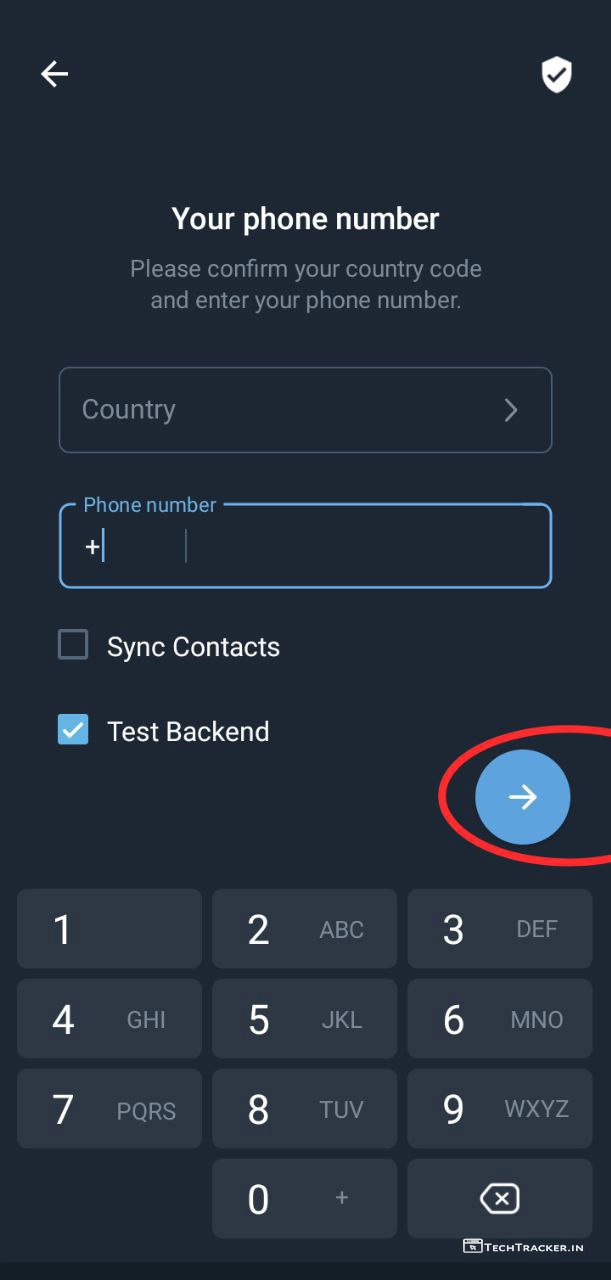 Your phone number
Please confirm your country code
and enter your phone number.
Country
Phone number
+
Sync Contacts
Test Backend
1
2 ABC
3 DEF
4 GHI
5 JKL
6 MNO
7 PQRS
8 TUV
9 WXYZ
0 +
TECHTRACKER.IN